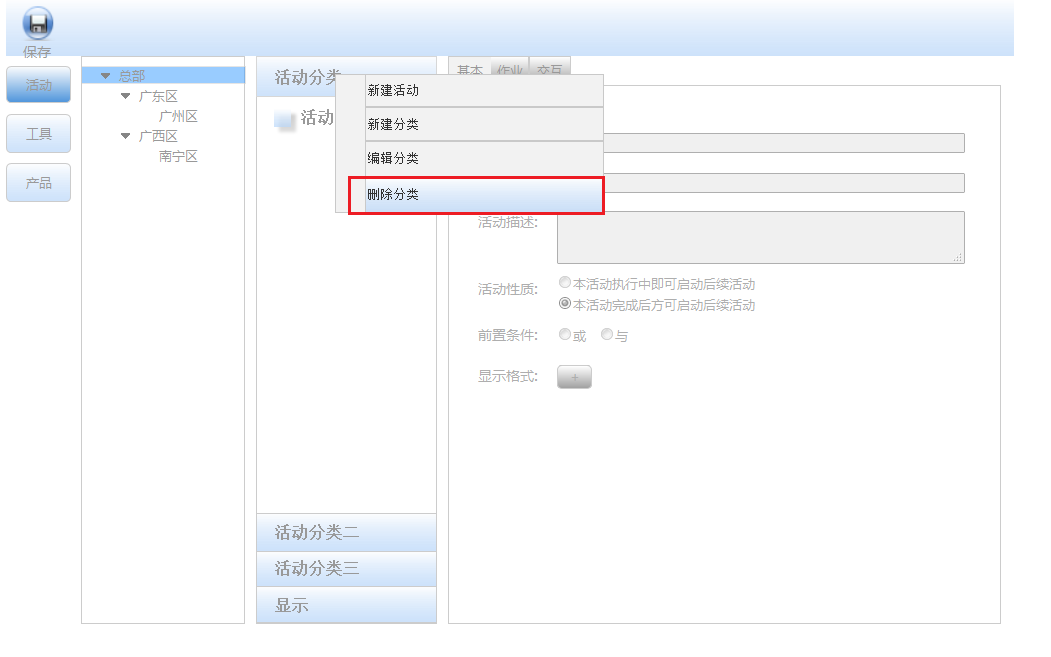 保存
活动
工具
产品
总部
广东区
广州区
广西区
南宁区
活动分类
活动
新建活动
新建分类
编辑分类
删除分类
活动分类二
活动分类三
显示
基本 作业 交互
活动描述:
活动性质:
本活动执行中即可启动后续活动
本活动完成后方可启动后续活动
前置条件: 或 与
显示格式: +